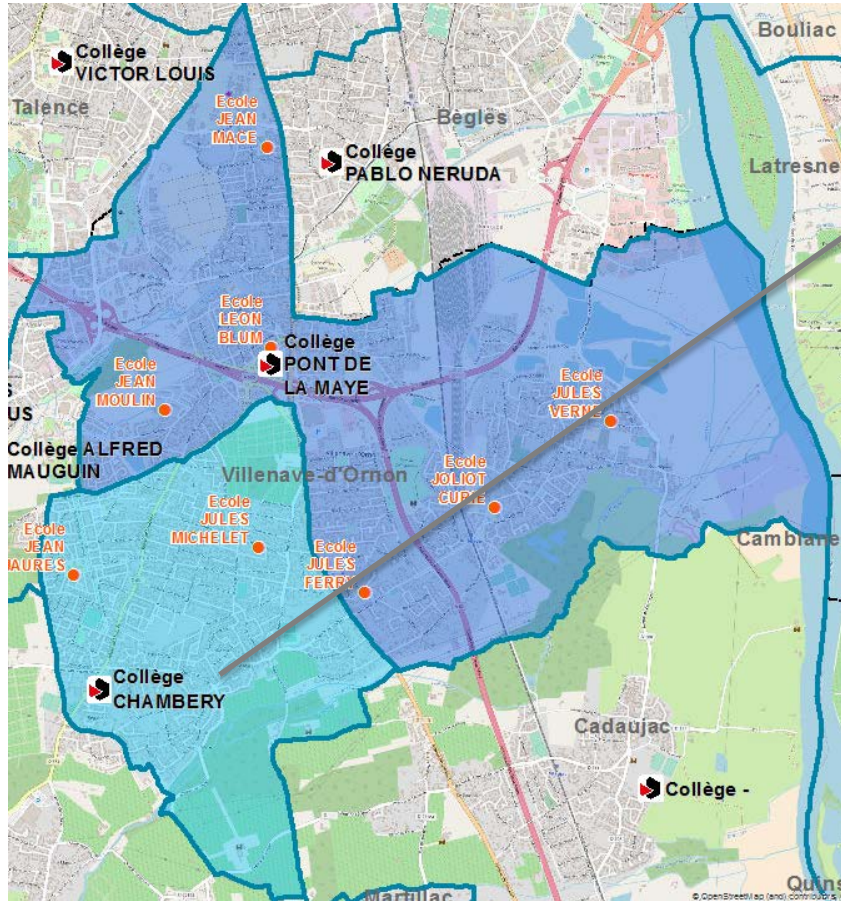 Collège
VICTOR LOUIS
Bouliac
Talence
Ecole
JEAN
MACE
Bègles
Collège
PABLO NERUDA
Latresne
Ecole
LEON
BLUM
Collège
PONT DE
LA MAYE
Ecole
JEAN
MOULIN
Ecole
JULES
VERNE
US
Collège ALFRED
MAUGUIN
Villenave-d'Ornon
Ecole
JOLIOT
CURIE
Ecole
JULES
MICHELET
Ecole
JEAN
JAURES
Ecole
JULES
FERRY
Camblane
Collège
CHAMBERY
Cadaujac
Collège -
Martillac
Quins
© OpenStreetMap (and) contributors